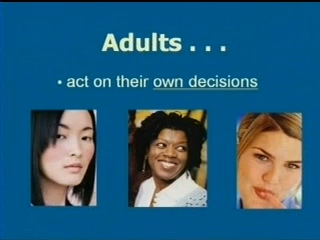 Adults . . .
• act on their own decisions